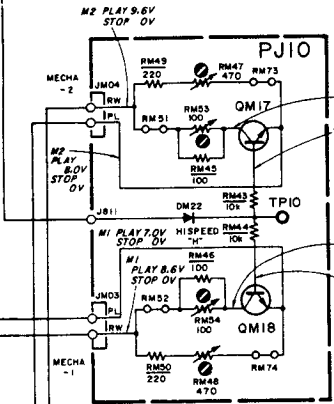 M2 PLAY 9.6V
STOP 0V
PJ10
MECHA
-2
JM04
RW
PL
RM49
220
RM47
470
RM73
RM51
RM53
100
QM17
RM45
100
M2
PLAY
8.0V
STOP
0V
RM43
10k
TP10
J811
DM22
HISPEED
"H"
RM44
10k
M1 PLAY 7.0V
STOP 0V
M1
PLAY 8.6V
STOP 0V
RM46
100
JM03
PL
RW
RM52
RM54
100
QM18
MECHA
-1
RM50
220
RM48
470
RM74